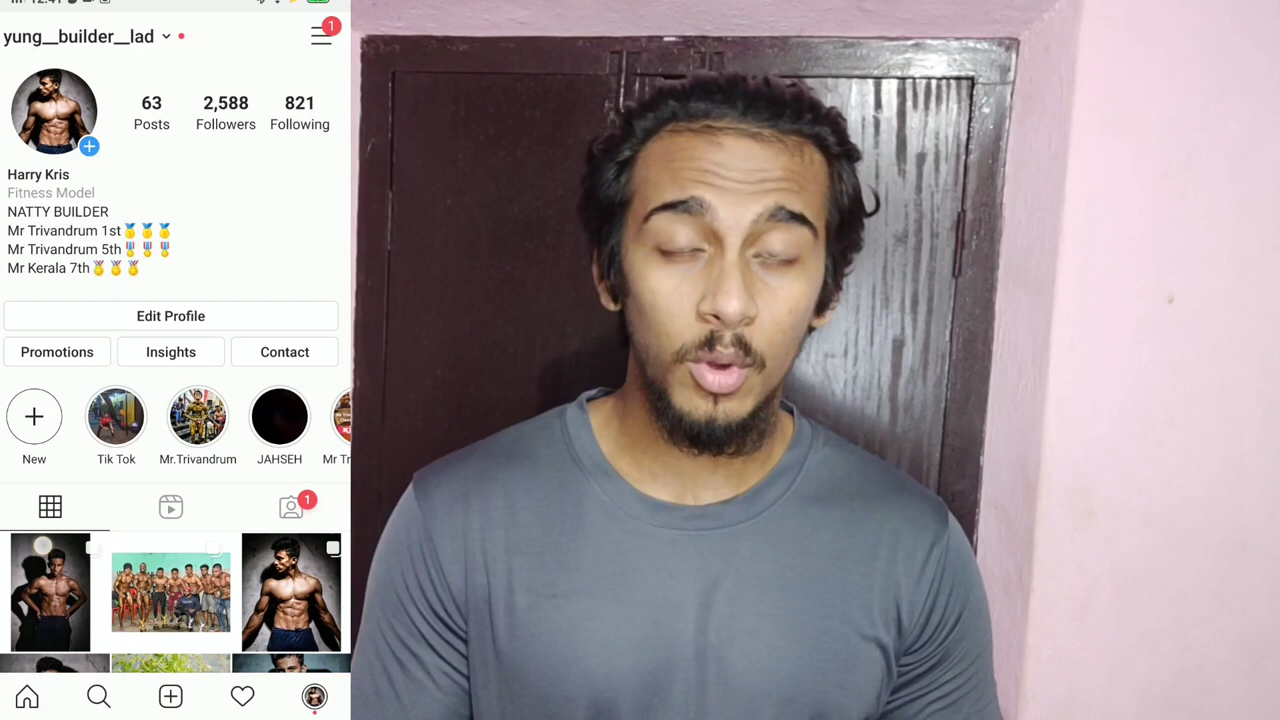 12:41
yung__builder__lad
1
63
2,588
821
Posts
Followers
Following
Harry Kris
Fitness Model
NATTY BUILDER
Mr Trivandrum 1st🥇🥇🥇
Mr Trivandrum 5th🎖🎖🎖
Mr Kerala 7th🏅🏅🏅
Edit Profile
Promotions
Insights
Contact
New
Tik Tok
Mr.Trivandrum
JAHSEH
Mr Tr
1